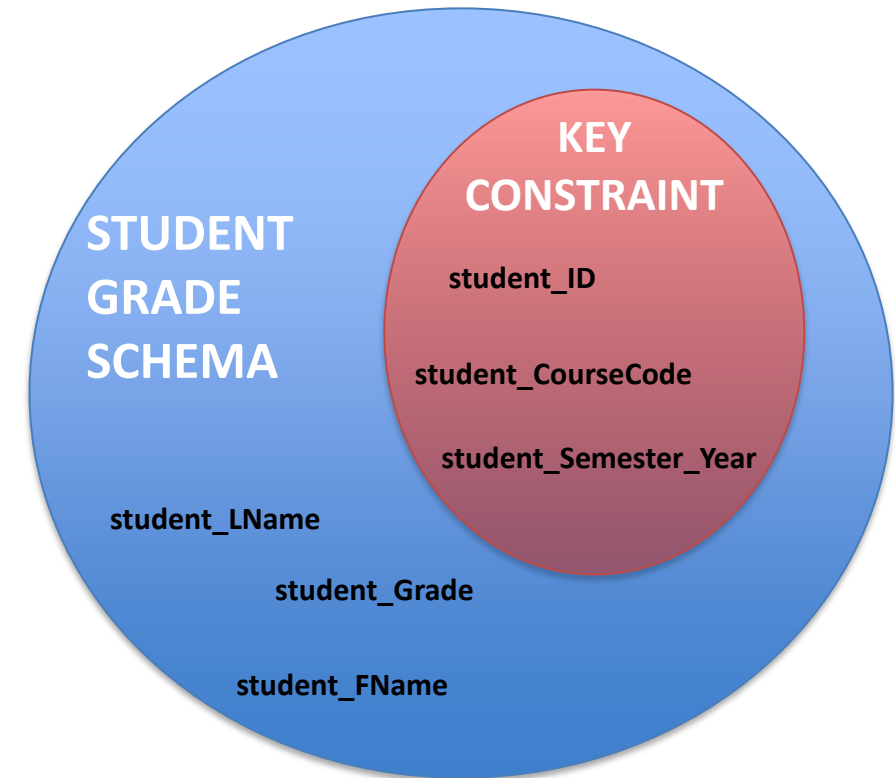 KEY
CONSTRAINT
STUDENT
GRADE
SCHEMA
student_ID
student_CourseCode
student_Semester_Year
student_LName
student_Grade
student_FName